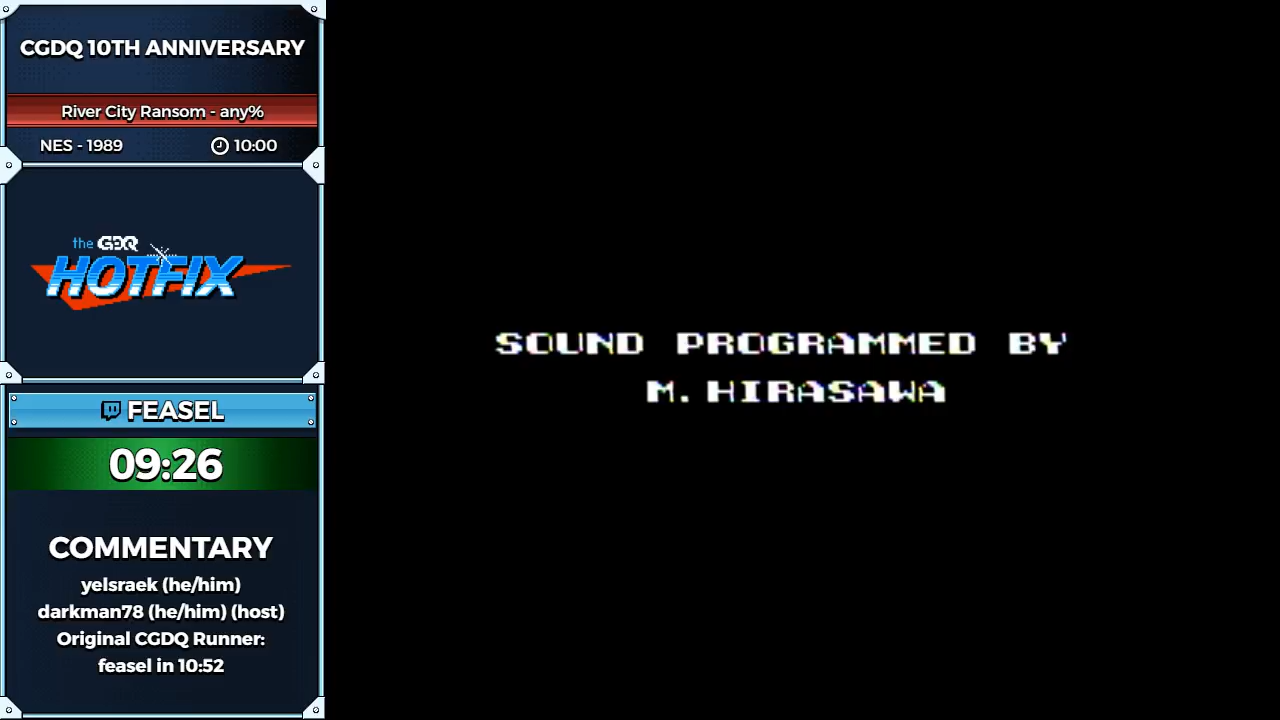 CGDQ 10TH ANNIVERSARY
River City Ransom - any%
NES - 1989 10:00
the GDQ
HOTFIX
FEASEL
09:26
COMMENTARY
yelsraek (he/him)
darkman78 (he/him) (host)
Original CGDQ Runner:
feasel in 10:52
SOUND PROGRAMMED BY
M. HIRASAWA